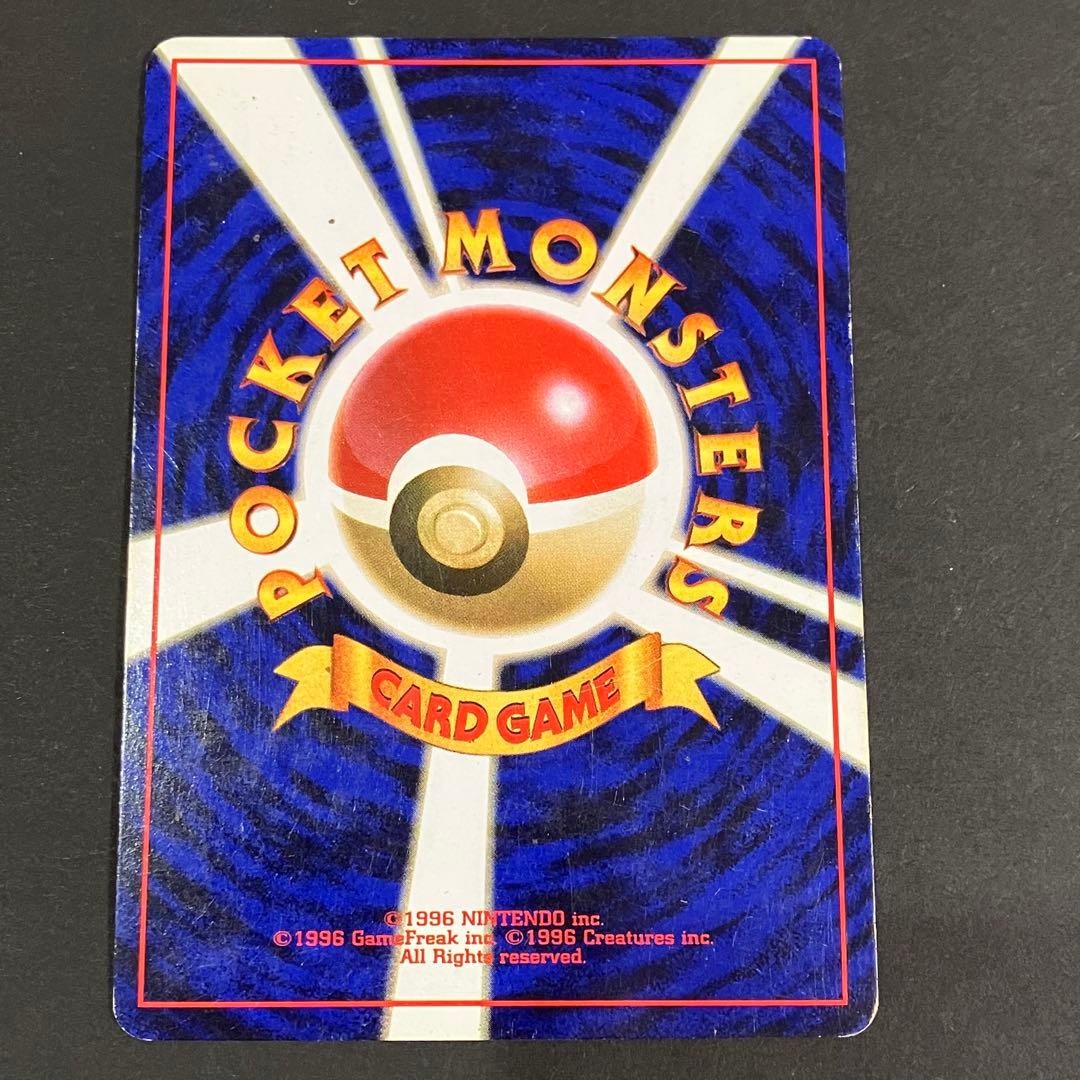 POCKET MONSTERS
CARD GAME
©1996 NINTENDO inc.
©1996 GameFreak inc. ©1996 Creatures inc.
All Rights reserved.